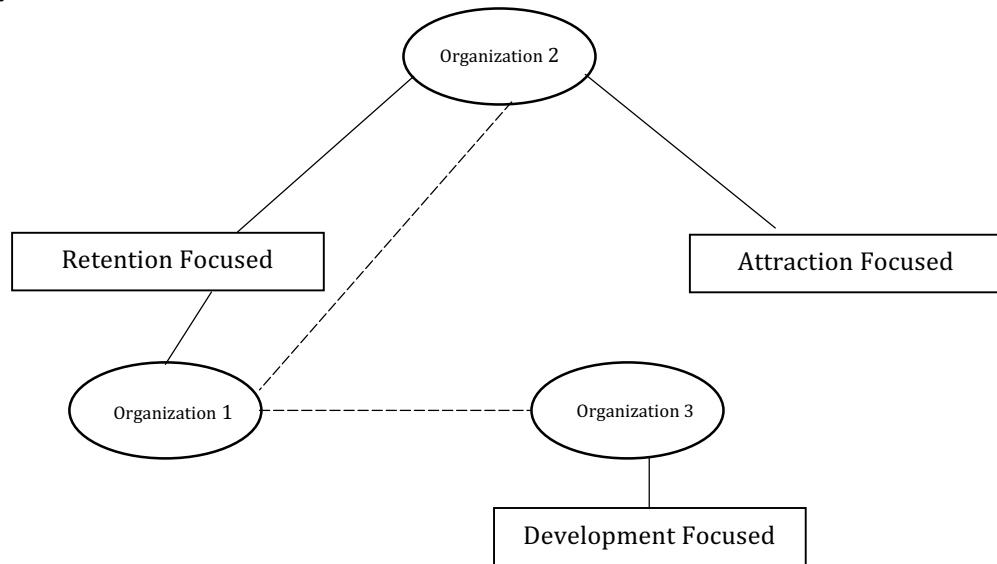 Organization 2
Retention Focused
Attraction Focused
Organization 1
Organization 3
Development Focused